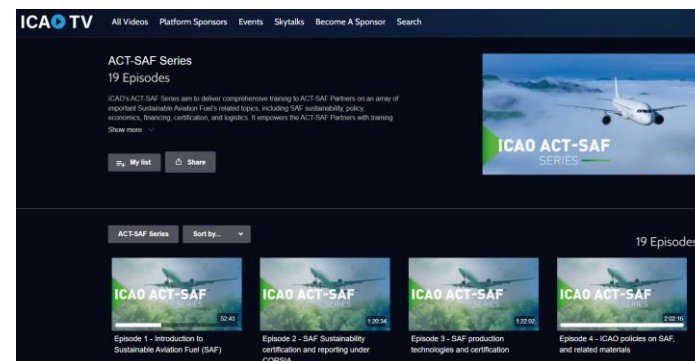 ICAO TV All Videos Platform Sponsors Events Skytalks Become A Sponsor Search
ACT-SAF Series
19 Episodes
ICAO's ACT-SAF Series aim to deliver comprehensive training to ACT-SAF Partners on an array of
important Sustainable Aviation Fuel's related topics, including SAF sustainability, policy,
economics, financing, certification, and logistics. It empowers the ACT-SAF Partners with training
Show more
My list Share
ICAO ACT-SAF
SERIES
ACT-SAF Series Sort by...
19 Episodes
ICAO ACT-SAF
SERIES
52:43
Episode 1 - Introduction to
Sustainable Aviation Fuel (SAF)
ICAO ACT-SAF
SERIES
1:20:34
Episode 2 - SAF Sustainability
certification and reporting under
CORSIA
ICAO ACT-SAF
SERIES
1:22:02
Episode 3 - SAF production
technologies and certification
ICAO ACT-SAF
SERIES
2:02:16
Episode 4 - ICAO policies on SAF,
and related materials